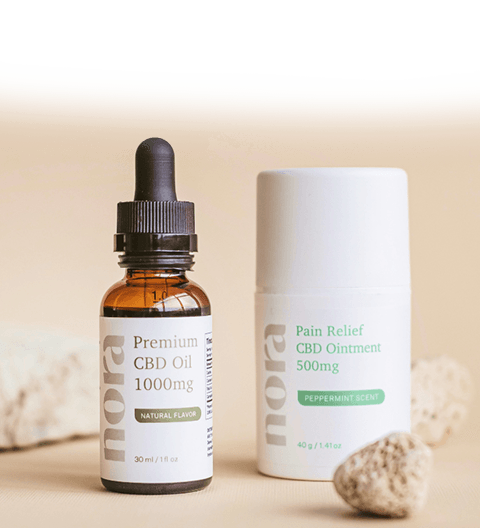 nora
Premium
CBD Oil
1000mg
NATURAL FLAVOR
30 ml / 1 fl oz
nora
Pain Relief
CBD Ointment
500mg
PEPPERMINT SCENT
40 g / 1.41 oz